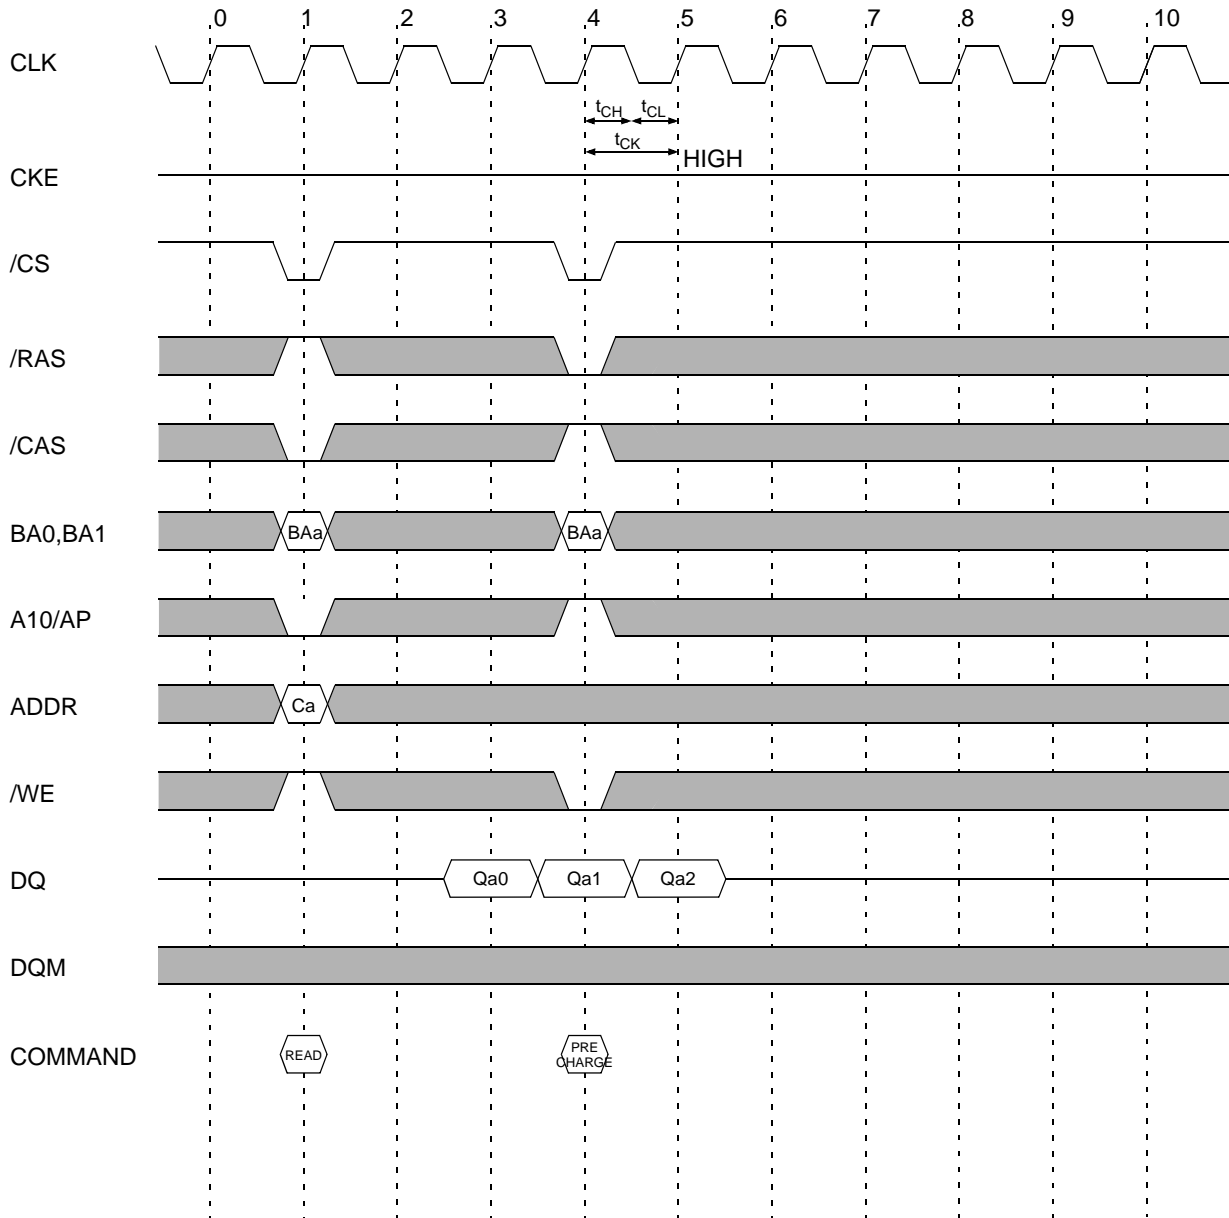 0 1 2 3 4 5 6 7 8 9 10
CLK
tCH tCL
tCK
HIGH
CKE
/CS
/RAS
/CAS
BA0,BA1 BAa BAa
A10/AP
ADDR Ca
/WE
DQ Qa0 Qa1 Qa2
DQM
COMMAND READ PRE
CHARGE